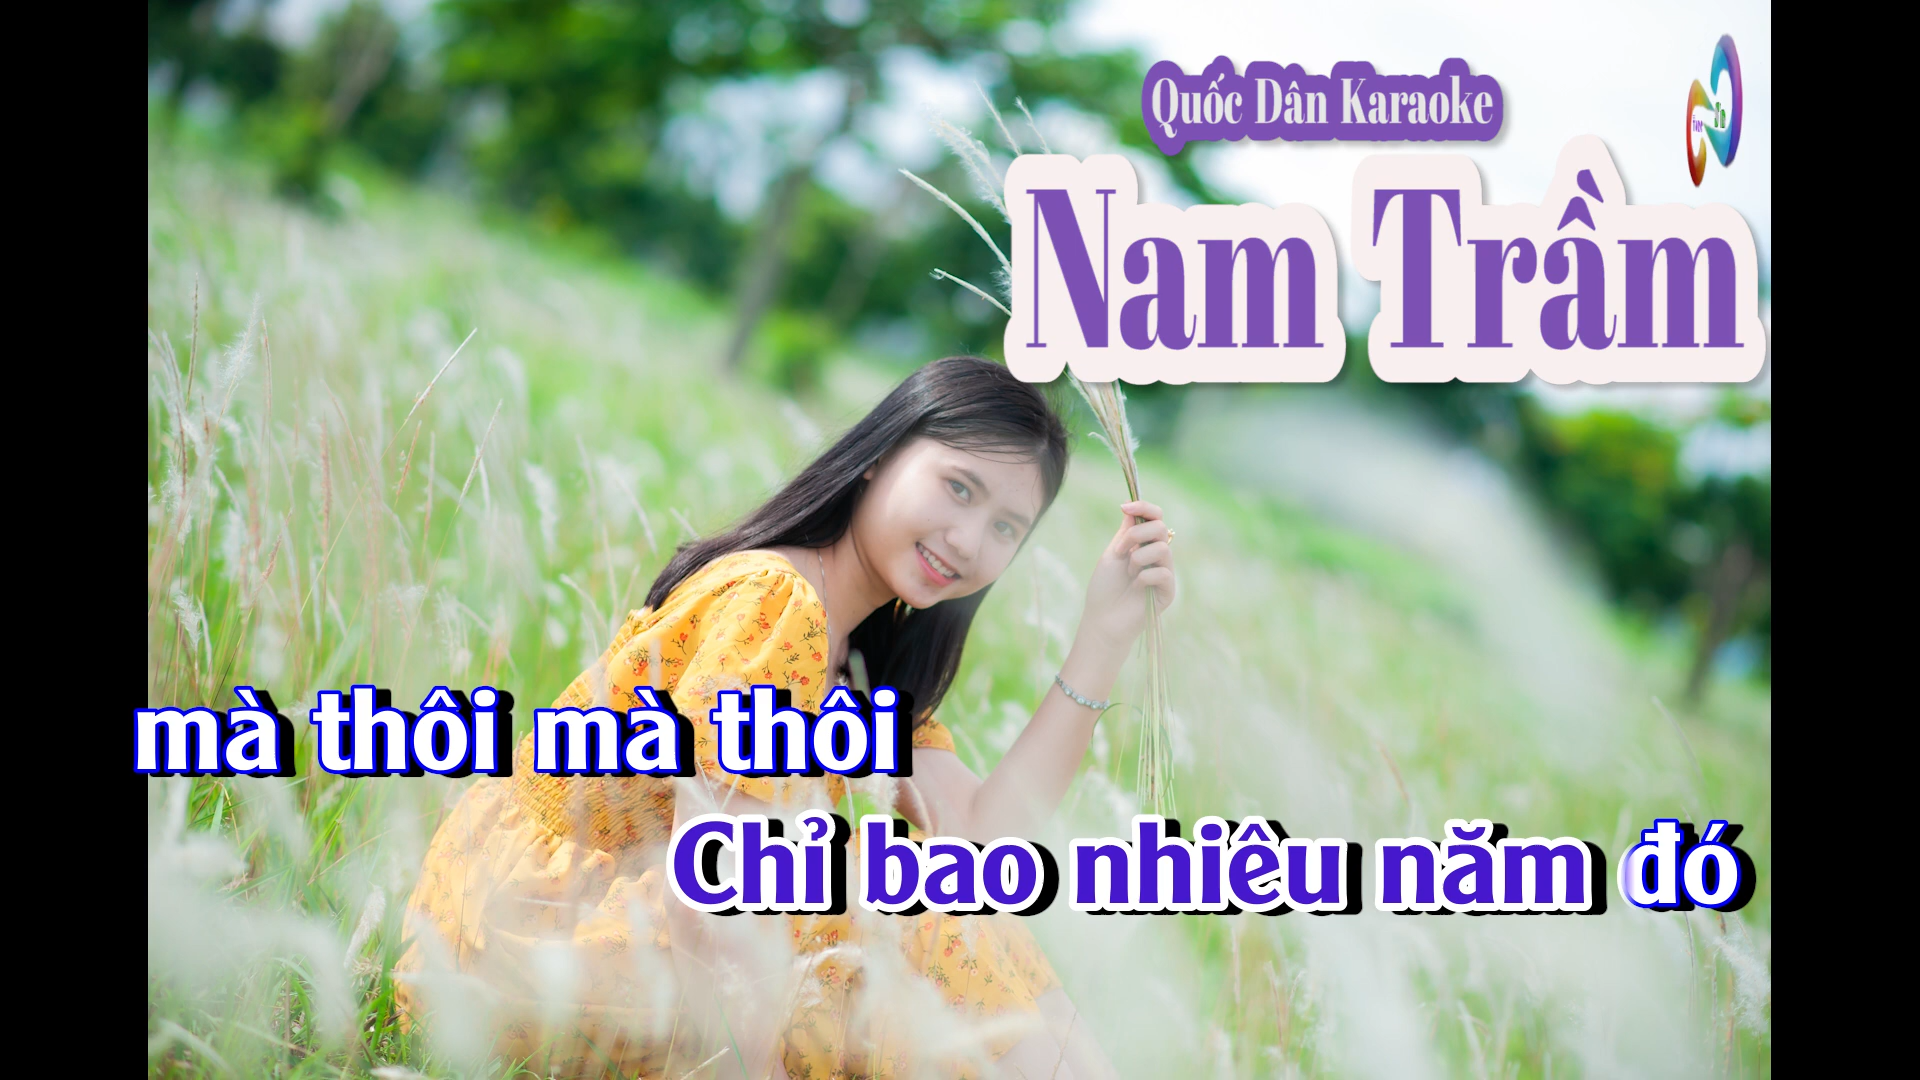 Quốc Dân Karaoke
Nam Trầm
mà thôi mà thôi
Chỉ bao nhiêu năm đó